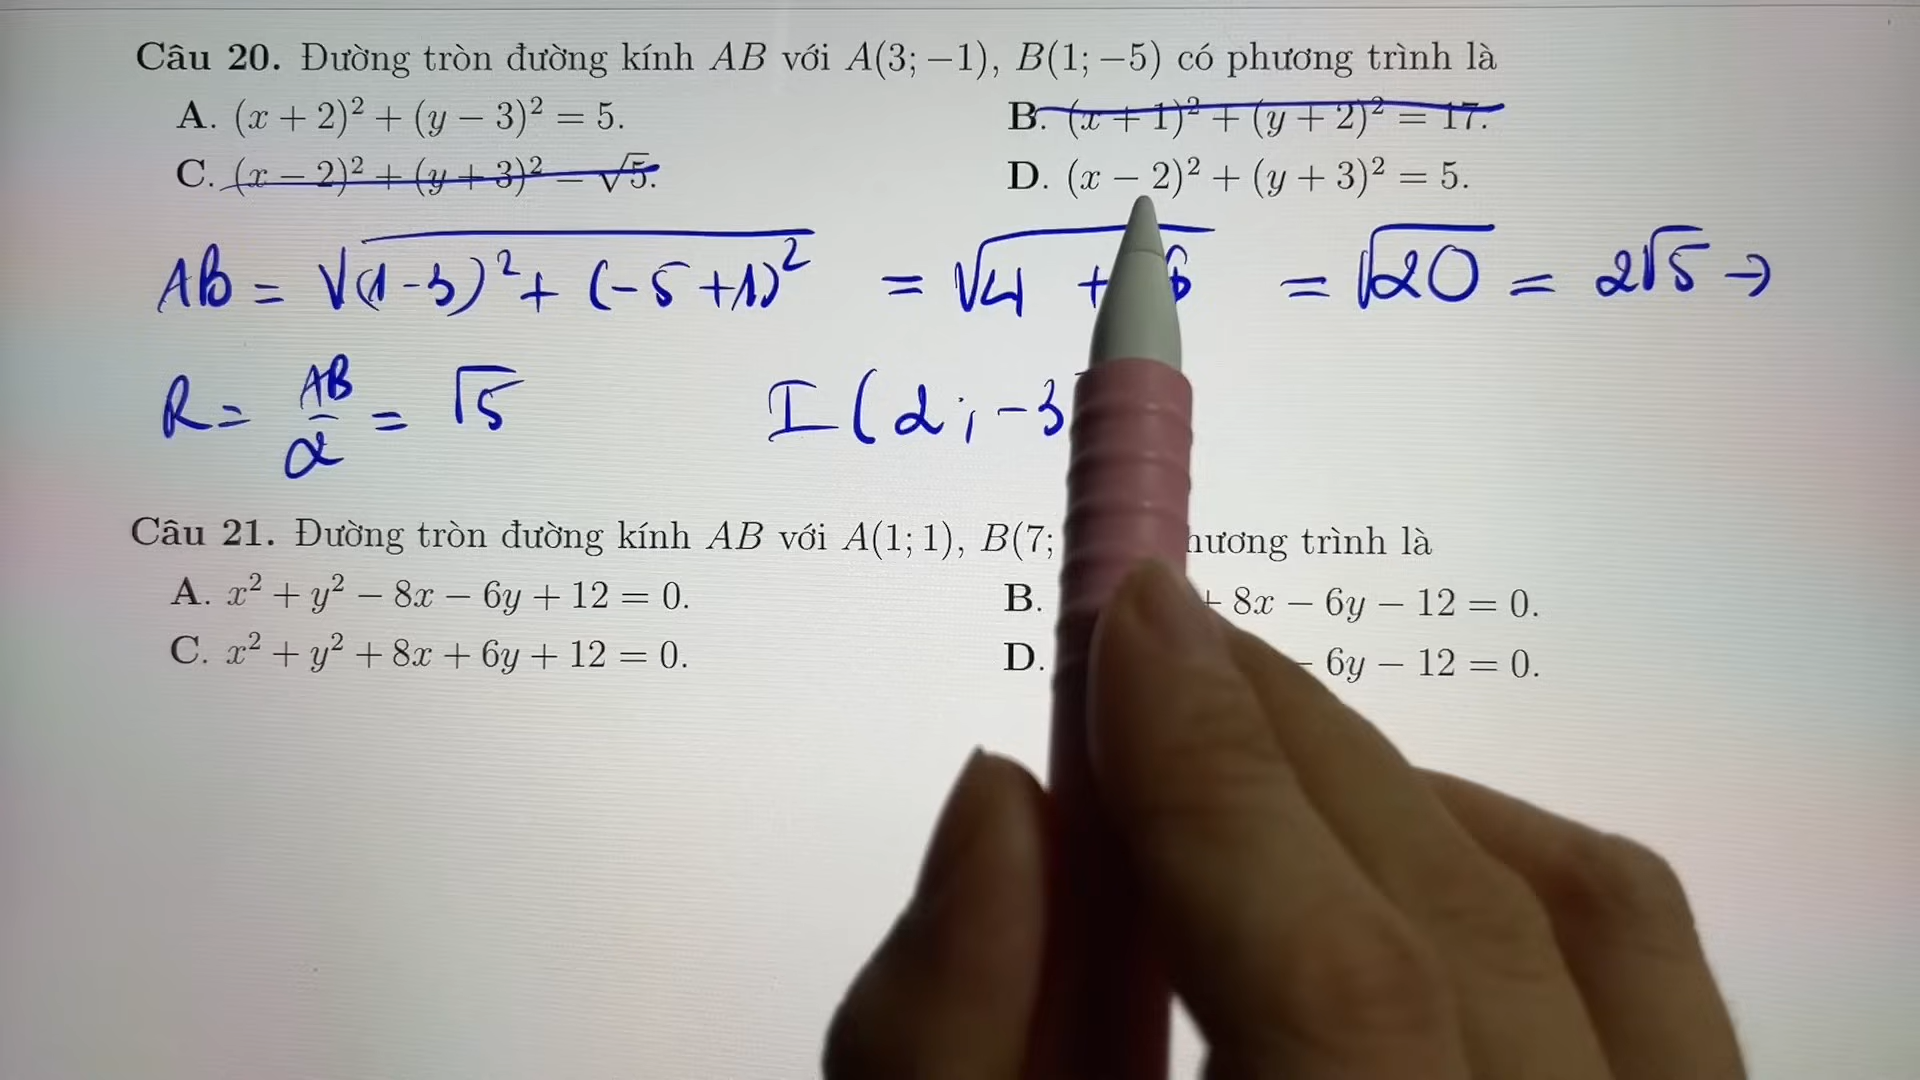 Câu 20. Đường tròn đường kính AB với A(3; −1), B(1; −5) có phương trình là
A. (x + 2)² + (y − 3)² = 5.
B. (x + 1)² + (y + 2)² = 17.
C. (x − 2)² + (y + 3)² = √5.
D. (x − 2)² + (y + 3)² = 5.
AB = √(1-3)² + (-5+1)² = √4 + 6 = √20 = 2√5 →
R = AB/2 = √5 I(2; -3
Câu 21. Đường tròn đường kính AB với A(1; 1), B(7; hương trình là
A. x² + y² − 8x − 6y + 12 = 0.
B. + 8x − 6y − 12 = 0.
C. x² + y² + 8x + 6y + 12 = 0.
D. − 6y − 12 = 0.